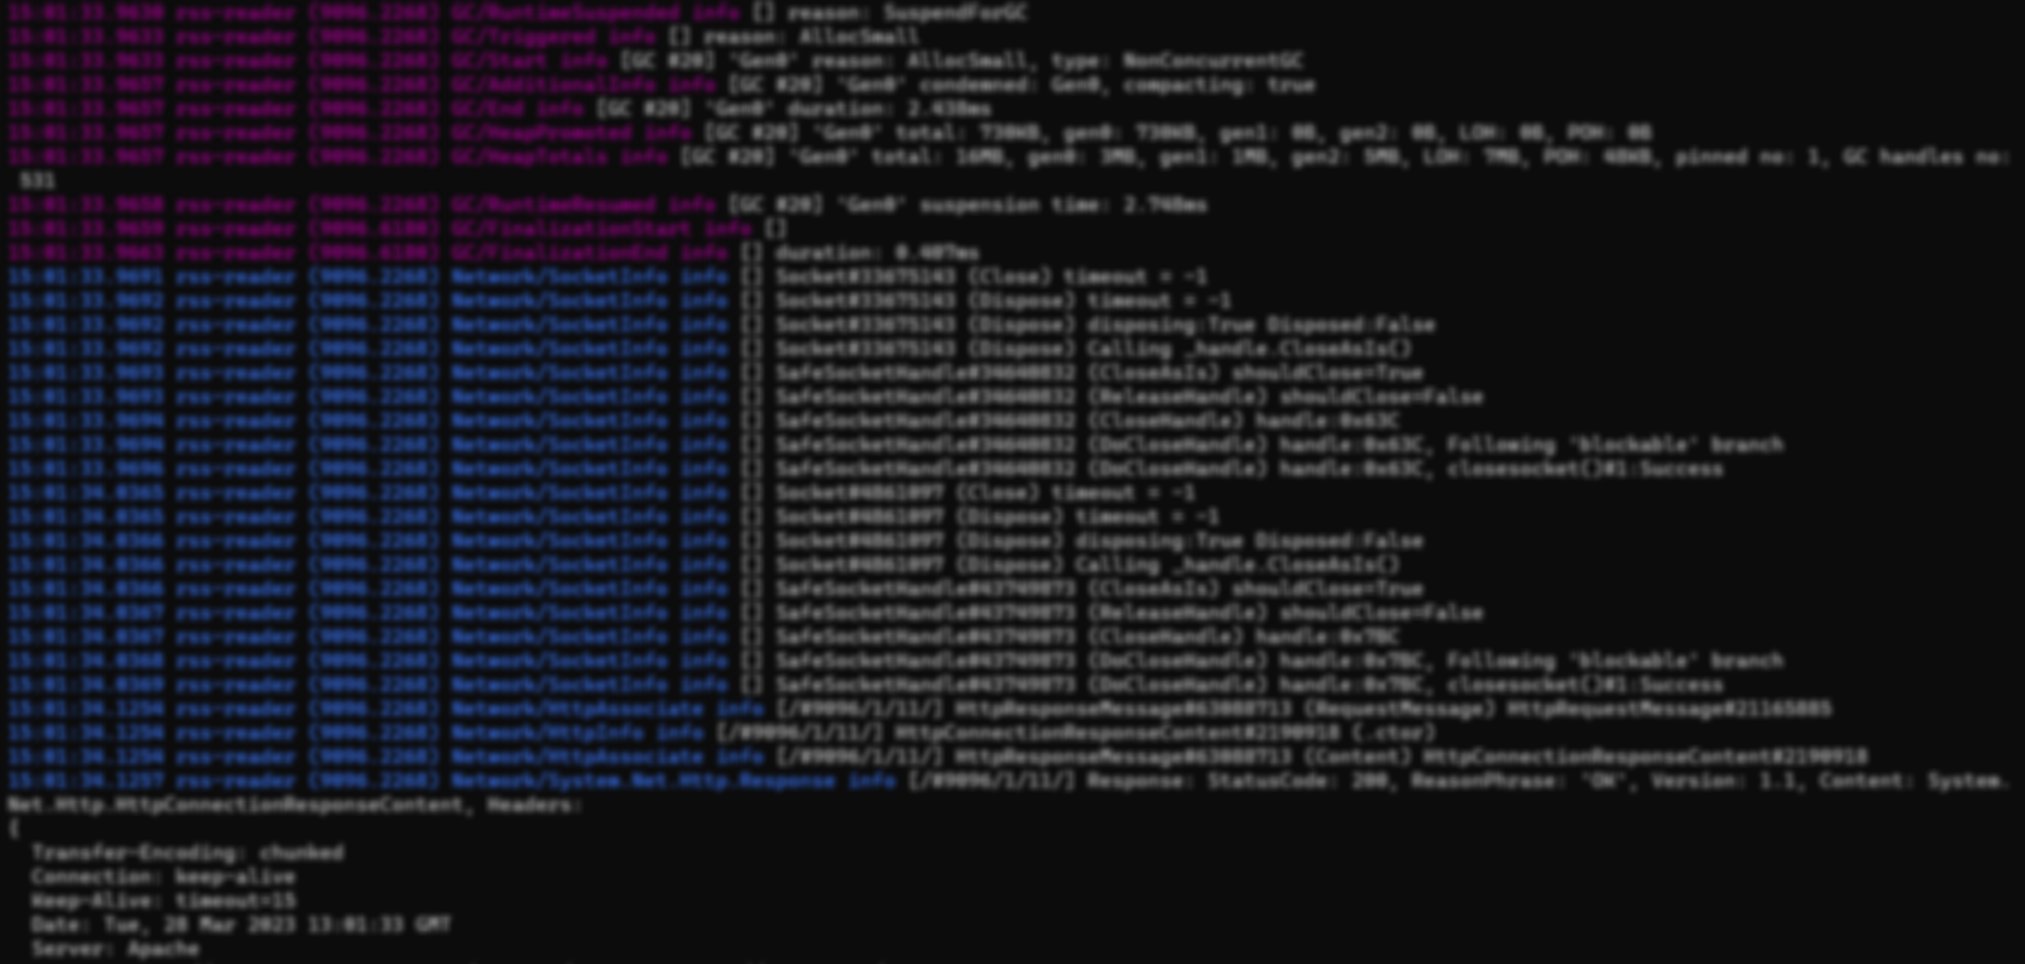 15:01:33.9630 rss-reader (9096.2268) GC/RuntimeSuspended info [] reason: SuspendForGC
15:01:33.9633 rss-reader (9096.2268) GC/Triggered info [] reason: AllocSmall
15:01:33.9633 rss-reader (9096.2268) GC/Start info [GC #20] 'Gen0' reason: AllocSmall, type: NonConcurrentGC
15:01:33.9657 rss-reader (9096.2268) GC/AdditionalInfo info [GC #20] 'Gen0' condemned: Gen0, compacting: true
15:01:33.9657 rss-reader (9096.2268) GC/End info [GC #20] 'Gen0' duration: 2.438ms
15:01:33.9657 rss-reader (9096.2268) GC/HeapPromoted info [GC #20] 'Gen0' total: 730KB, gen0: 730KB, gen1: 0B, gen2: 0B, LOH: 0B, POH: 0B
15:01:33.9657 rss-reader (9096.2268) GC/HeapTotals info [GC #20] 'Gen0' total: 16MB, gen0: 3MB, gen1: 1MB, gen2: 5MB, LOH: 7MB, POH: 48KB, pinned no: 1, GC handles no:
531
15:01:33.9658 rss-reader (9096.2268) GC/RuntimeResumed info [GC #20] 'Gen0' suspension time: 2.748ms
15:01:33.9659 rss-reader (9096.6180) GC/FinalizationStart info []
15:01:33.9663 rss-reader (9096.6180) GC/FinalizationEnd info [] duration: 0.407ms
15:01:33.9691 rss-reader (9096.2268) Network/SocketInfo info [] Socket#33675143 (Close) timeout = -1
15:01:33.9692 rss-reader (9096.2268) Network/SocketInfo info [] Socket#33675143 (Dispose) timeout = -1
15:01:33.9692 rss-reader (9096.2268) Network/SocketInfo info [] Socket#33675143 (Dispose) disposing:True Disposed:False
15:01:33.9692 rss-reader (9096.2268) Network/SocketInfo info [] Socket#33675143 (Dispose) Calling _handle.CloseAsIs()
15:01:33.9693 rss-reader (9096.2268) Network/SocketInfo info [] SafeSocketHandle#34640832 (CloseAsIs) shouldClose=True
15:01:33.9693 rss-reader (9096.2268) Network/SocketInfo info [] SafeSocketHandle#34640832 (ReleaseHandle) shouldClose=False
15:01:33.9694 rss-reader (9096.2268) Network/SocketInfo info [] SafeSocketHandle#34640832 (CloseHandle) handle:0x63C
15:01:33.9694 rss-reader (9096.2268) Network/SocketInfo info [] SafeSocketHandle#34640832 (DoCloseHandle) handle:0x63C, Following 'blockable' branch
15:01:33.9696 rss-reader (9096.2268) Network/SocketInfo info [] SafeSocketHandle#34640832 (DoCloseHandle) handle:0x63C, closesocket()#1:Success
15:01:34.0365 rss-reader (9096.2268) Network/SocketInfo info [] Socket#4861097 (Close) timeout = -1
15:01:34.0365 rss-reader (9096.2268) Network/SocketInfo info [] Socket#4861097 (Dispose) timeout = -1
15:01:34.0366 rss-reader (9096.2268) Network/SocketInfo info [] Socket#4861097 (Dispose) disposing:True Disposed:False
15:01:34.0366 rss-reader (9096.2268) Network/SocketInfo info [] Socket#4861097 (Dispose) Calling _handle.CloseAsIs()
15:01:34.0366 rss-reader (9096.2268) Network/SocketInfo info [] SafeSocketHandle#43749873 (CloseAsIs) shouldClose=True
15:01:34.0367 rss-reader (9096.2268) Network/SocketInfo info [] SafeSocketHandle#43749873 (ReleaseHandle) shouldClose=False
15:01:34.0367 rss-reader (9096.2268) Network/SocketInfo info [] SafeSocketHandle#43749873 (CloseHandle) handle:0x7BC
15:01:34.0368 rss-reader (9096.2268) Network/SocketInfo info [] SafeSocketHandle#43749873 (DoCloseHandle) handle:0x7BC, Following 'blockable' branch
15:01:34.0369 rss-reader (9096.2268) Network/SocketInfo info [] SafeSocketHandle#43749873 (DoCloseHandle) handle:0x7BC, closesocket()#1:Success
15:01:34.1254 rss-reader (9096.2268) Network/HttpAssociate info [/#9096/1/11/] HttpResponseMessage#63088713 (RequestMessage) HttpRequestMessage#21165885
15:01:34.1254 rss-reader (9096.2268) Network/HttpInfo info [/#9096/1/11/] HttpConnectionResponseContent#2190918 (.ctor)
15:01:34.1254 rss-reader (9096.2268) Network/HttpAssociate info [/#9096/1/11/] HttpResponseMessage#63088713 (Content) HttpConnectionResponseContent#2190918
15:01:34.1257 rss-reader (9096.2268) Network/System.Net.Http.Response info [/#9096/1/11/] Response: StatusCode: 200, ReasonPhrase: 'OK', Version: 1.1, Content: System.
Net.Http.HttpConnectionResponseContent, Headers:
{
Transfer-Encoding: chunked
Connection: keep-alive
Keep-Alive: timeout=15
Date: Tue, 28 Mar 2023 13:01:33 GMT
Server: Apache